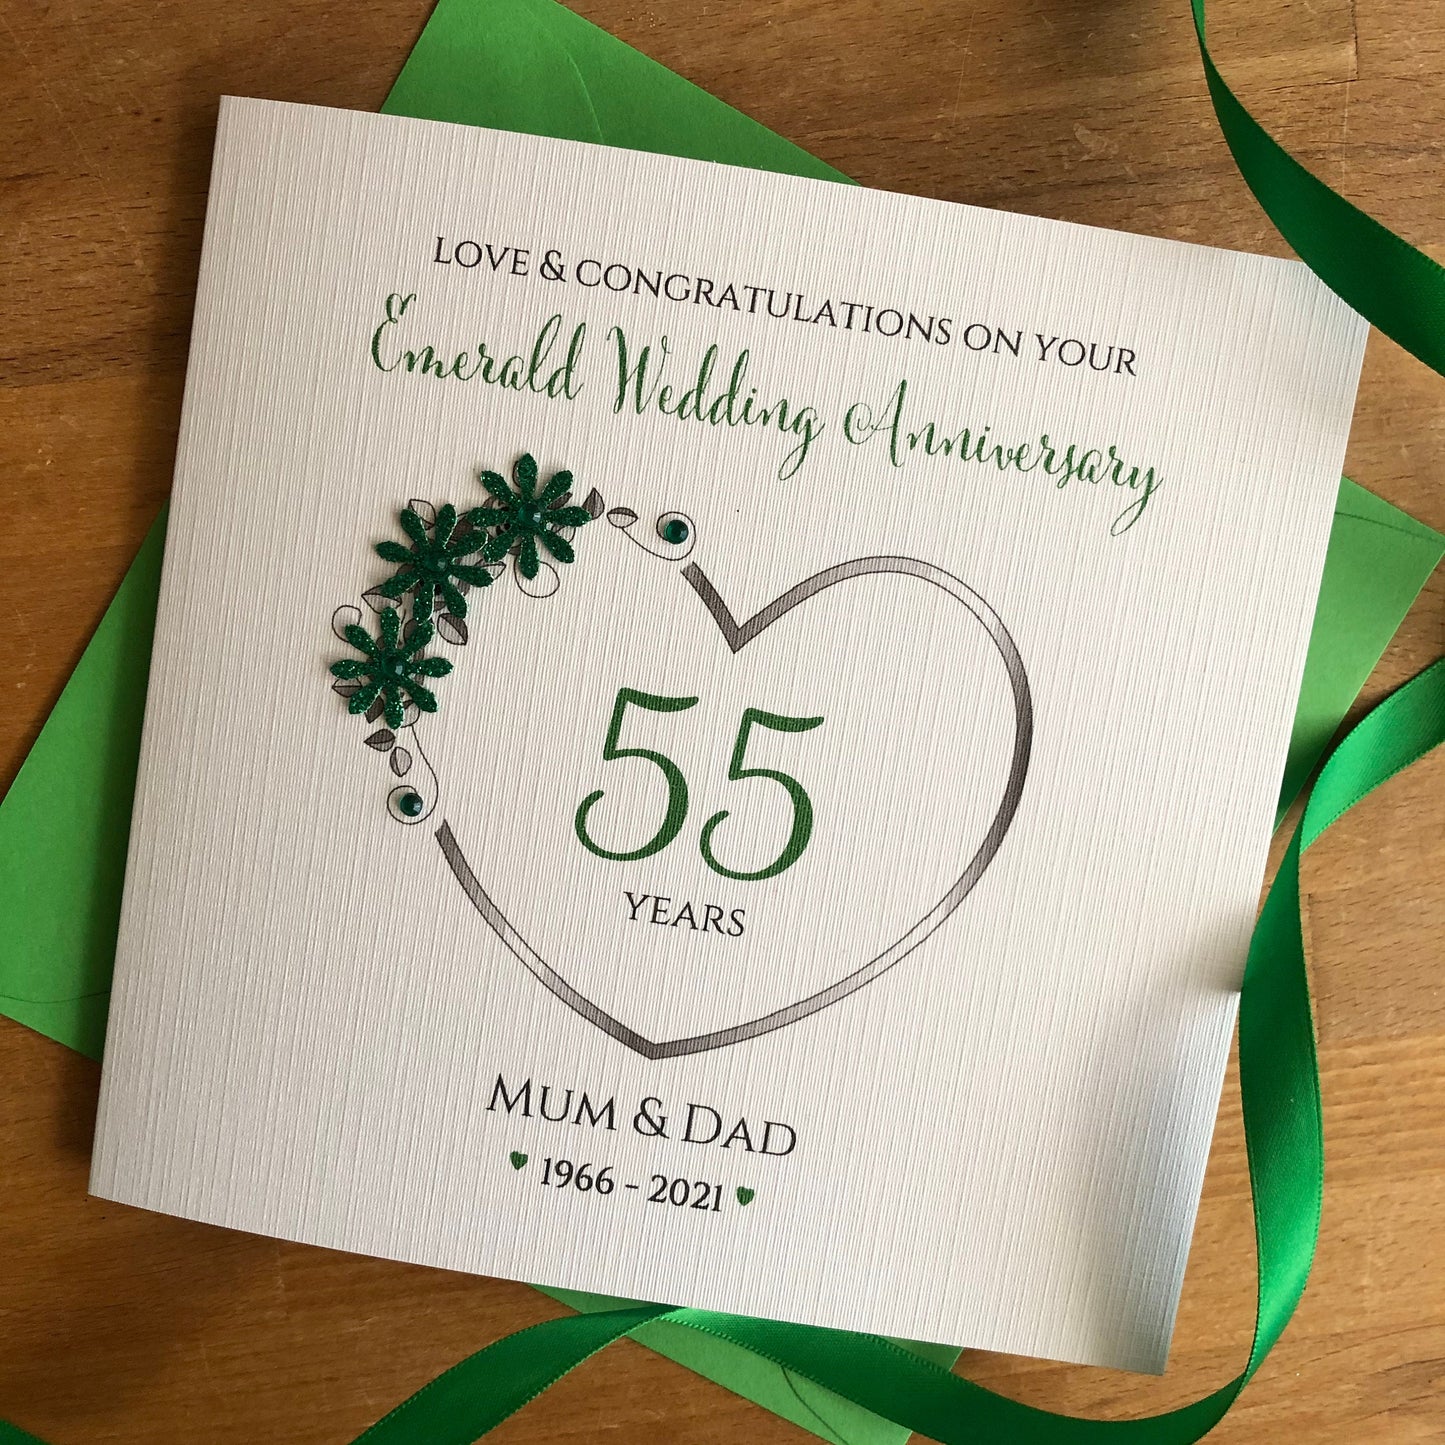 LOVE & CONGRATULATIONS ON YOUR
Emerald Wedding Anniversary
55
YEARS
MUM & DAD
♥ 1966 - 2021 ♥